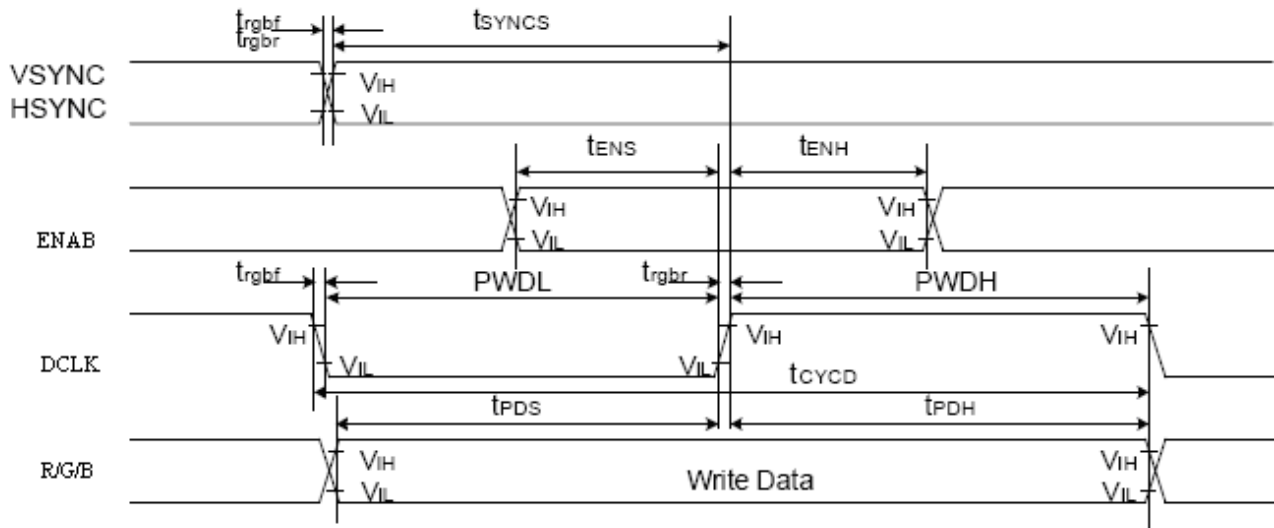 trgbf
trgbr
tSYNCS
VSYNC
HSYNC
VIH
VIL
tENS
tENH
ENAB
VIH
VIL
VIH
VIL
trgbf
PWDL
trgbr
PWDH
DCLK
VIH
VIL
VIL
VIH
VIH
tCYCD
tPDS
tPDH
R/G/B
VIH
VIL
Write Data
VIH
VIL